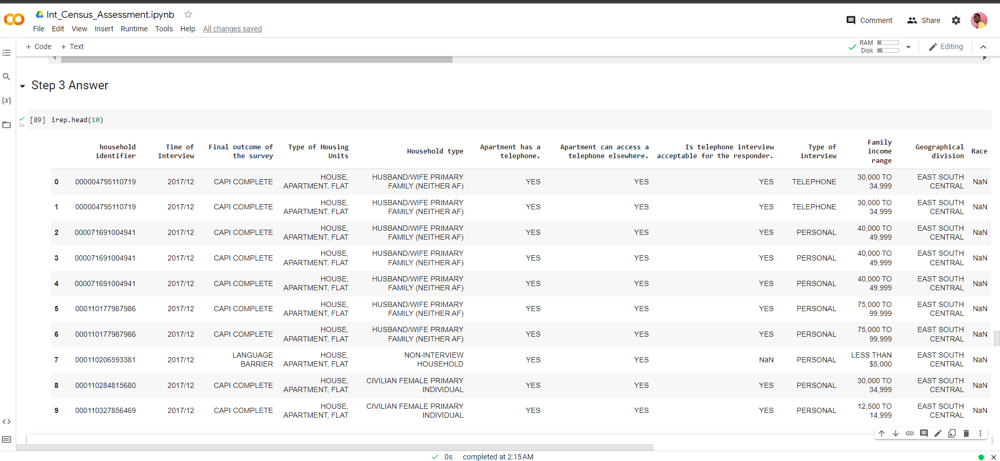 Int_Census_Assessment.ipynb
File Edit View Insert Runtime Tools Help All changes saved
Comment Share
+ Code + Text
RAM
Disk
Editing
Step 3 Answer
[89] irep.head(10)
0s
household identifier Time of Interview Final outcome of the survey Type of Housing Units Household type Apartment has a telephone. Apartment can access a telephone elsewhere. Is telephone interview acceptable for the responder. Type of interview Family income range Geographical division Race
0 000004795110719 2017/12 CAPI COMPLETE HOUSE, APARTMENT, FLAT HUSBAND/WIFE PRIMARY FAMILY (NEITHER AF) YES YES YES TELEPHONE 30,000 TO 34,999 EAST SOUTH CENTRAL NaN
1 000004795110719 2017/12 CAPI COMPLETE HOUSE, APARTMENT, FLAT HUSBAND/WIFE PRIMARY FAMILY (NEITHER AF) YES YES YES TELEPHONE 30,000 TO 34,999 EAST SOUTH CENTRAL NaN
2 000071691004941 2017/12 CAPI COMPLETE HOUSE, APARTMENT, FLAT HUSBAND/WIFE PRIMARY FAMILY (NEITHER AF) YES YES YES PERSONAL 40,000 TO 49,999 EAST SOUTH CENTRAL NaN
3 000071691004941 2017/12 CAPI COMPLETE HOUSE, APARTMENT, FLAT HUSBAND/WIFE PRIMARY FAMILY (NEITHER AF) YES YES YES PERSONAL 40,000 TO 49,999 EAST SOUTH CENTRAL NaN
4 000071691004941 2017/12 CAPI COMPLETE HOUSE, APARTMENT, FLAT HUSBAND/WIFE PRIMARY FAMILY (NEITHER AF) YES YES YES PERSONAL 40,000 TO 49,999 EAST SOUTH CENTRAL NaN
5 000110177987986 2017/12 CAPI COMPLETE HOUSE, APARTMENT, FLAT HUSBAND/WIFE PRIMARY FAMILY (NEITHER AF) YES YES YES PERSONAL 75,000 TO 99,999 EAST SOUTH CENTRAL NaN
6 000110177987986 2017/12 CAPI COMPLETE HOUSE, APARTMENT, FLAT HUSBAND/WIFE PRIMARY FAMILY (NEITHER AF) YES YES YES PERSONAL 75,000 TO 99,999 EAST SOUTH CENTRAL NaN
7 000110206593381 2017/12 LANGUAGE BARRIER HOUSE, APARTMENT, FLAT NON-INTERVIEW HOUSEHOLD YES YES NaN PERSONAL LESS THAN $5,000 EAST SOUTH CENTRAL NaN
8 000110284815680 2017/12 CAPI COMPLETE HOUSE, APARTMENT, FLAT CIVILIAN FEMALE PRIMARY INDIVIDUAL YES YES YES PERSONAL 30,000 TO 34,999 EAST SOUTH CENTRAL NaN
9 000110327856469 2017/12 CAPI COMPLETE HOUSE, APARTMENT, FLAT CIVILIAN FEMALE PRIMARY INDIVIDUAL YES YES YES PERSONAL 12,500 TO 14,999 EAST SOUTH CENTRAL NaN
0s completed at 2:15 AM